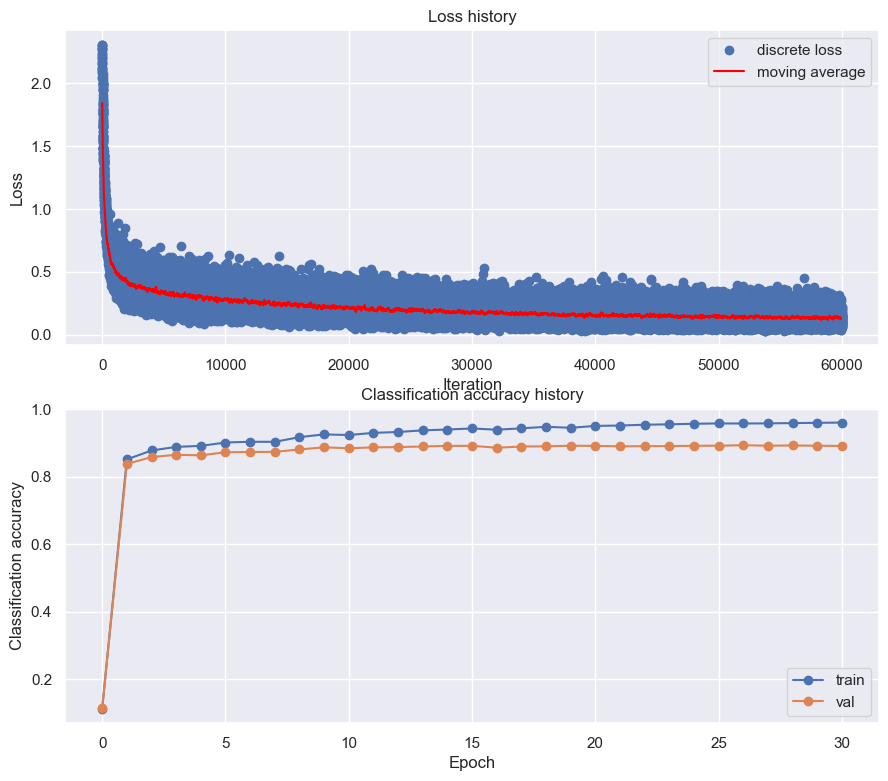 Loss history
discrete loss
moving average
Loss
2.0
1.5
1.0
0.5
0.0
0 10000 20000 30000 40000 50000 60000
Iteration
Classification accuracy history
Classification accuracy
1.0
0.8
0.6
0.4
0.2
train
val
0 5 10 15 20 25 30
Epoch